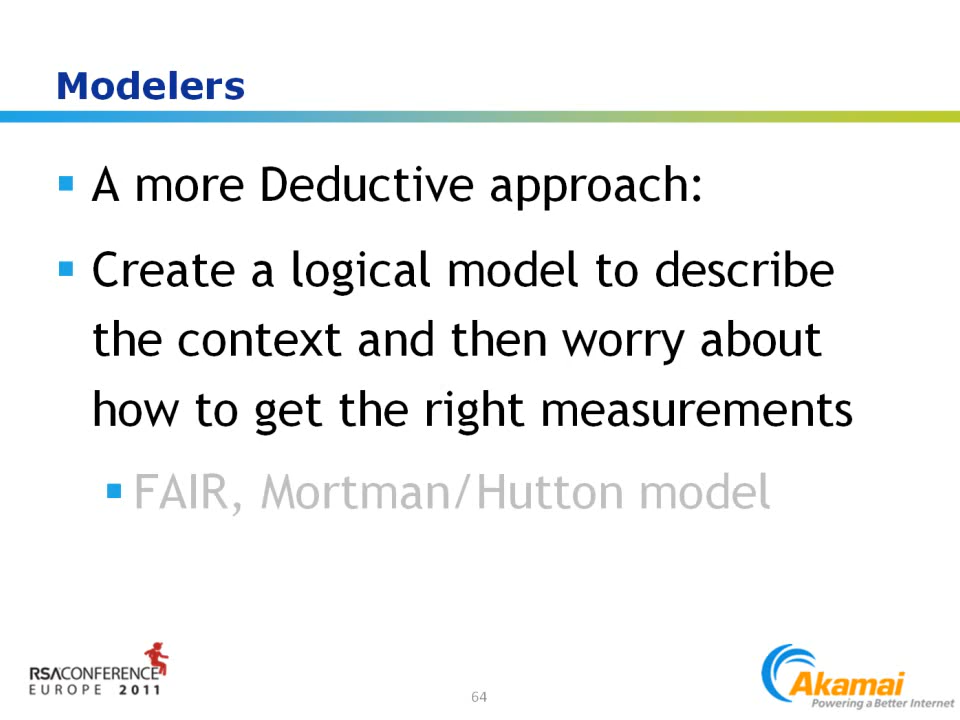 Modelers
A more Deductive approach:
Create a logical model to describe
the context and then worry about
how to get the right measurements
FAIR, Mortman/Hutton model
RSACONFERENCE
EUROPE 2011
64
Akamai
Powering a Better Internet